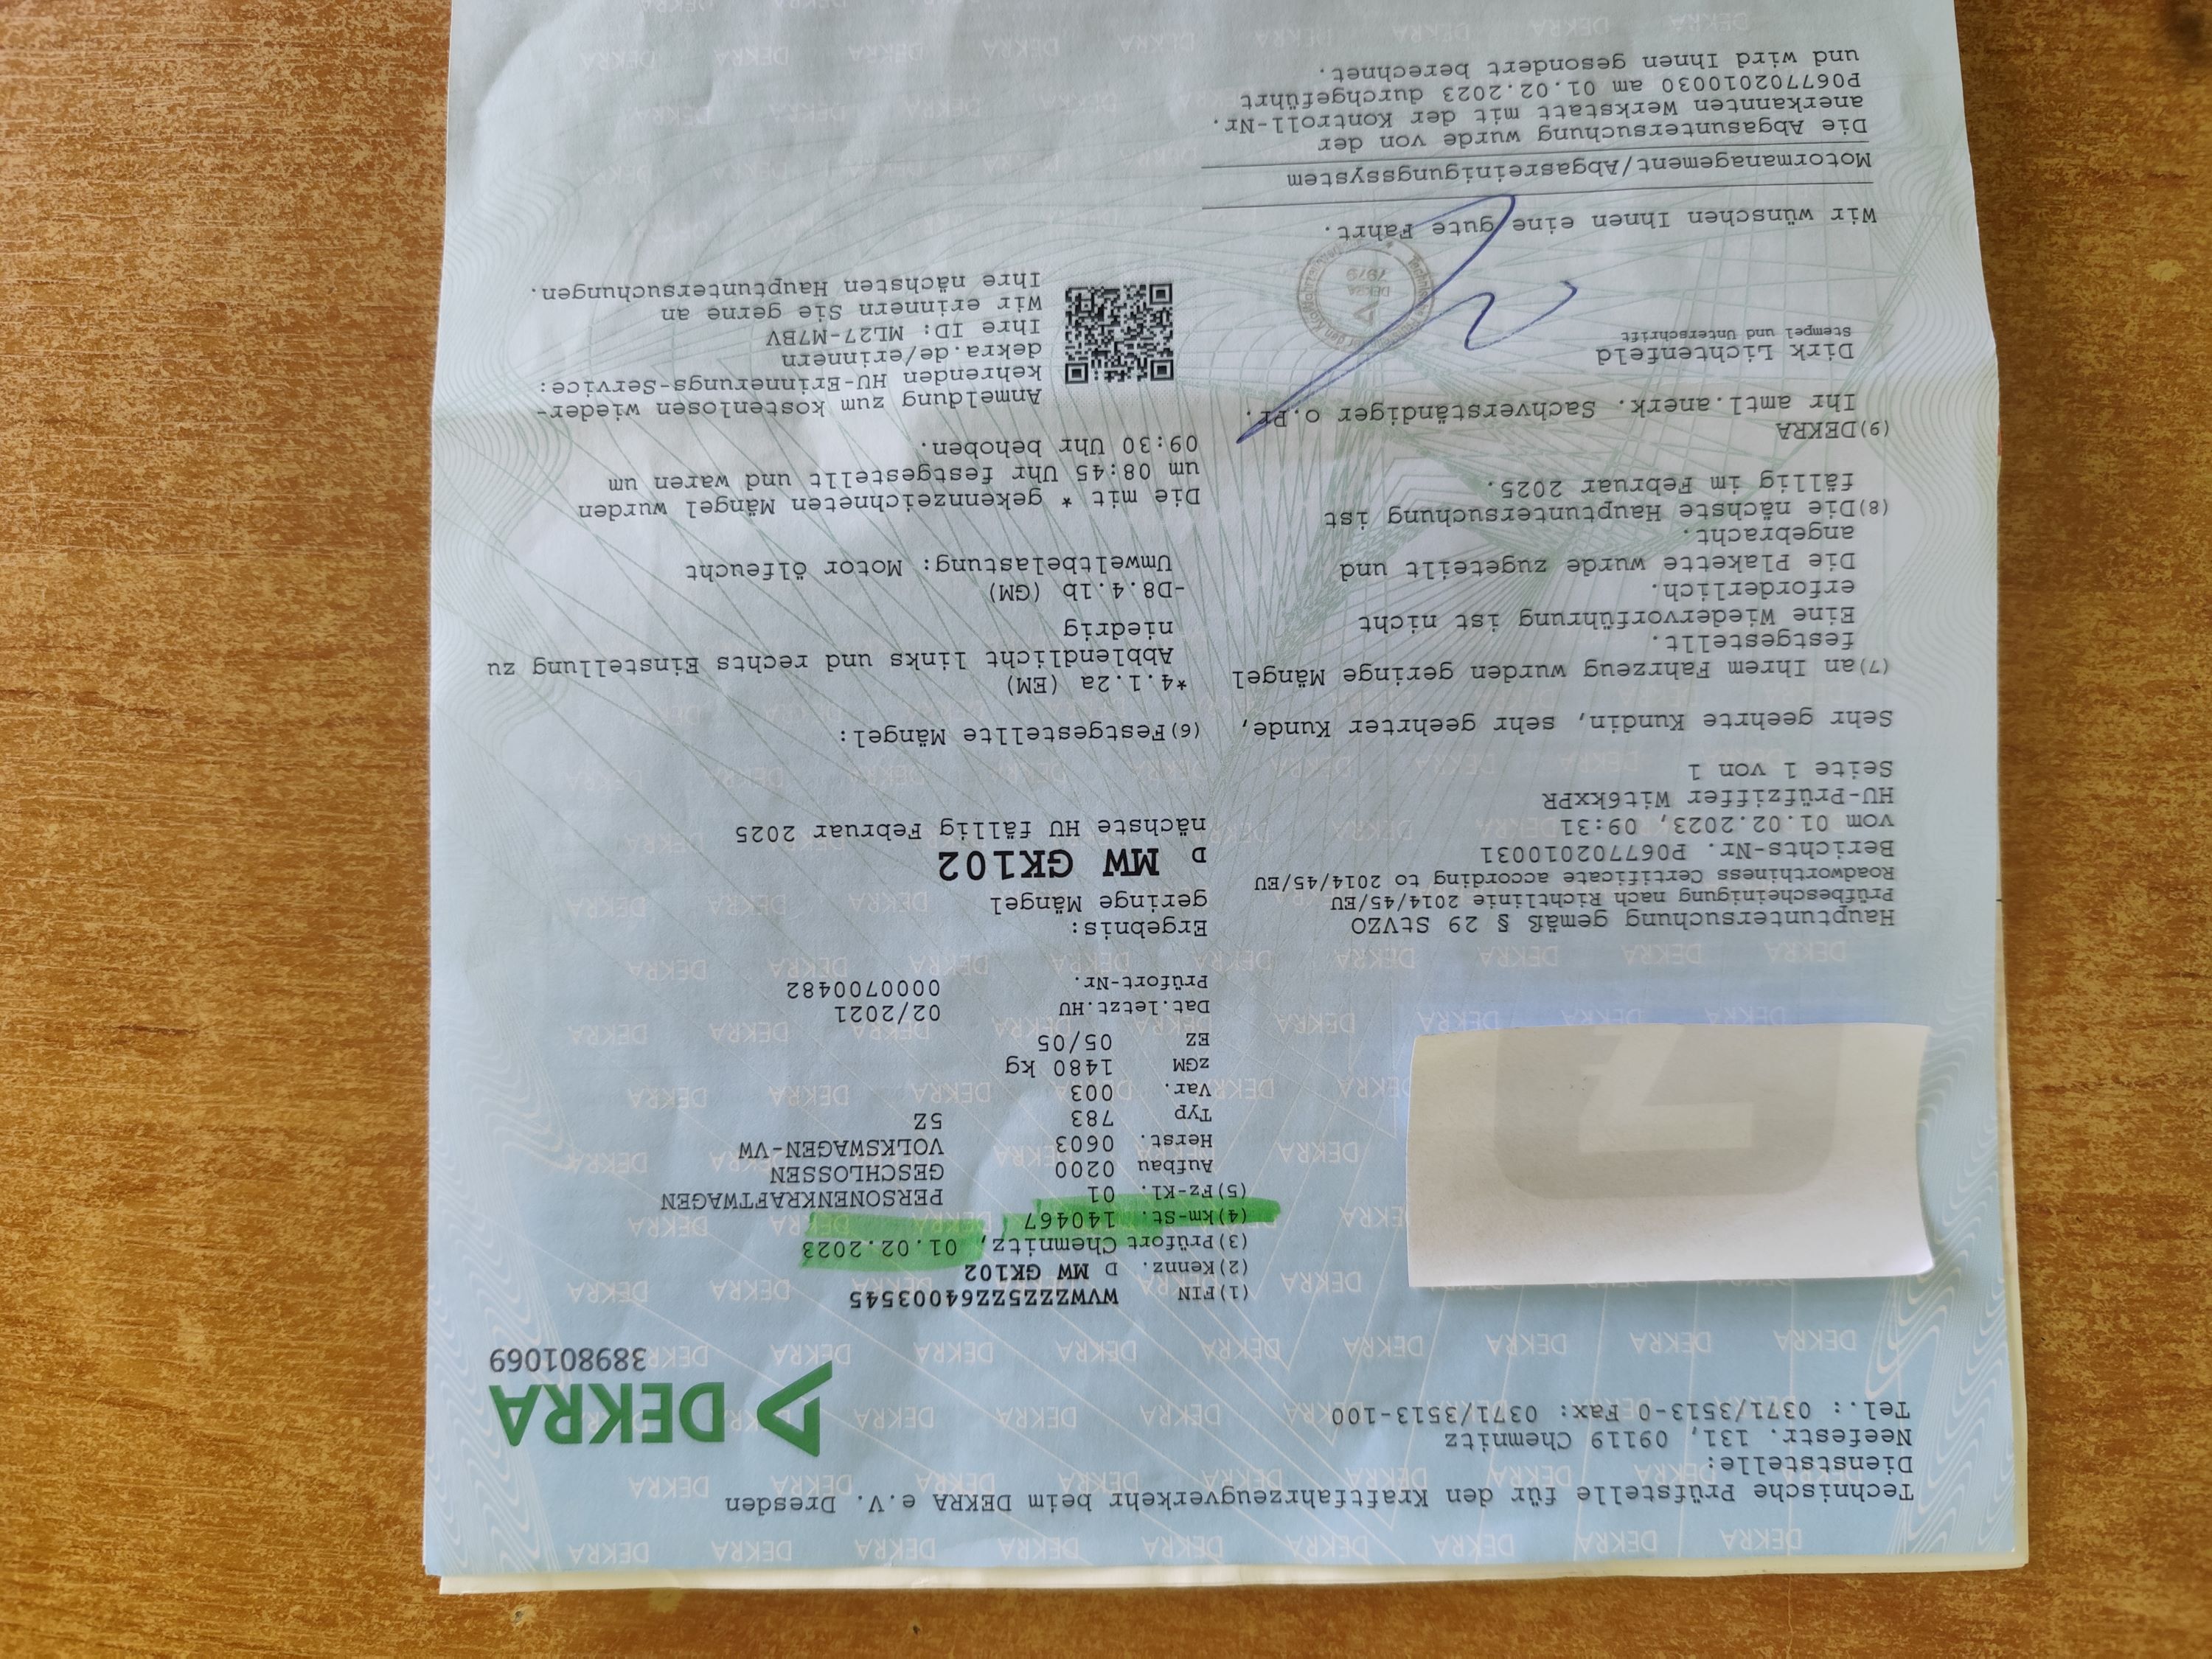 Technische Prüfstelle für den Kraftfahrzeugverkehr beim DEKRA e.V. Dresden
Dienststelle:
Neefestr. 131, 09119 Chemnitz
Tel.: 0371/3513-0 Fax: 0371/3513-100
DEKRA
389801069
(1)FIN WVWZZZ5ZZ64003545
(2)Kennz. D MW GK102
(3)Prüfort Chemnitz, 01.02.2023
(4)km-St. 140467
(5)Fz-Kl. 01 PERSONENKRAFTWAGEN
Aufbau 0200 GESCHLOSSEN
Herst. 0603 VOLKSWAGEN-VW
Typ 783 5Z
Var. 003
zGM 1480 kg
EZ 05/05
Dat.letzt.HU 02/2021
Prüfort-Nr. 0000700482
Hauptuntersuchung gemäß § 29 StVZO
Prüfbescheinigung nach Richtlinie 2014/45/EU
Roadworthiness Certificate according to 2014/45/EU
Berichts-Nr. P067702010031
vom 01.02.2023, 09:31
HU-Prüfziffer Wit6kxPR
Seite 1 von 1
Ergebnis:
geringe Mängel
D MW GK102
nächste HU fällig Februar 2025
Sehr geehrte Kundin, sehr geehrter Kunde,
(7)an Ihrem Fahrzeug wurden geringe Mängel
festgestellt.
Eine Wiedervorführung ist nicht
erforderlich.
Die Plakette wurde zugeteilt und
angebracht.
(8)Die nächste Hauptuntersuchung ist
fällig im Februar 2025.
(9)DEKRA
Ihr amtl.anerk. Sachverständiger o.Pr.
Dirk Lichtenfeld
Stempel und Unterschrift
Wir wünschen Ihnen eine gute Fahrt.
Motormanagement/Abgasreinigungssystem
Die Abgasuntersuchung wurde von der
anerkannten Werkstatt mit der Kontroll-Nr.
P067702010030 am 01.02.2023 durchgeführt
und wird Ihnen gesondert berechnet.
(6)Festgestellte Mängel:
*4.1.2a (EM)
Abblendlicht links und rechts Einstellung zu
niedrig
-D8.4.1b (GM)
Umweltbelastung: Motor ölfeucht
Die mit * gekennzeichneten Mängel wurden
um 08:45 Uhr festgestellt und waren um
09:30 Uhr behoben.
Anmeldung zum kostenlosen wieder-
kehrenden HU-Erinnerungs-Service:
dekra.de/erinnern
Ihre ID: ML27-M7BV
Wir erinnern Sie gerne an
Ihre nächsten Hauptuntersuchungen.